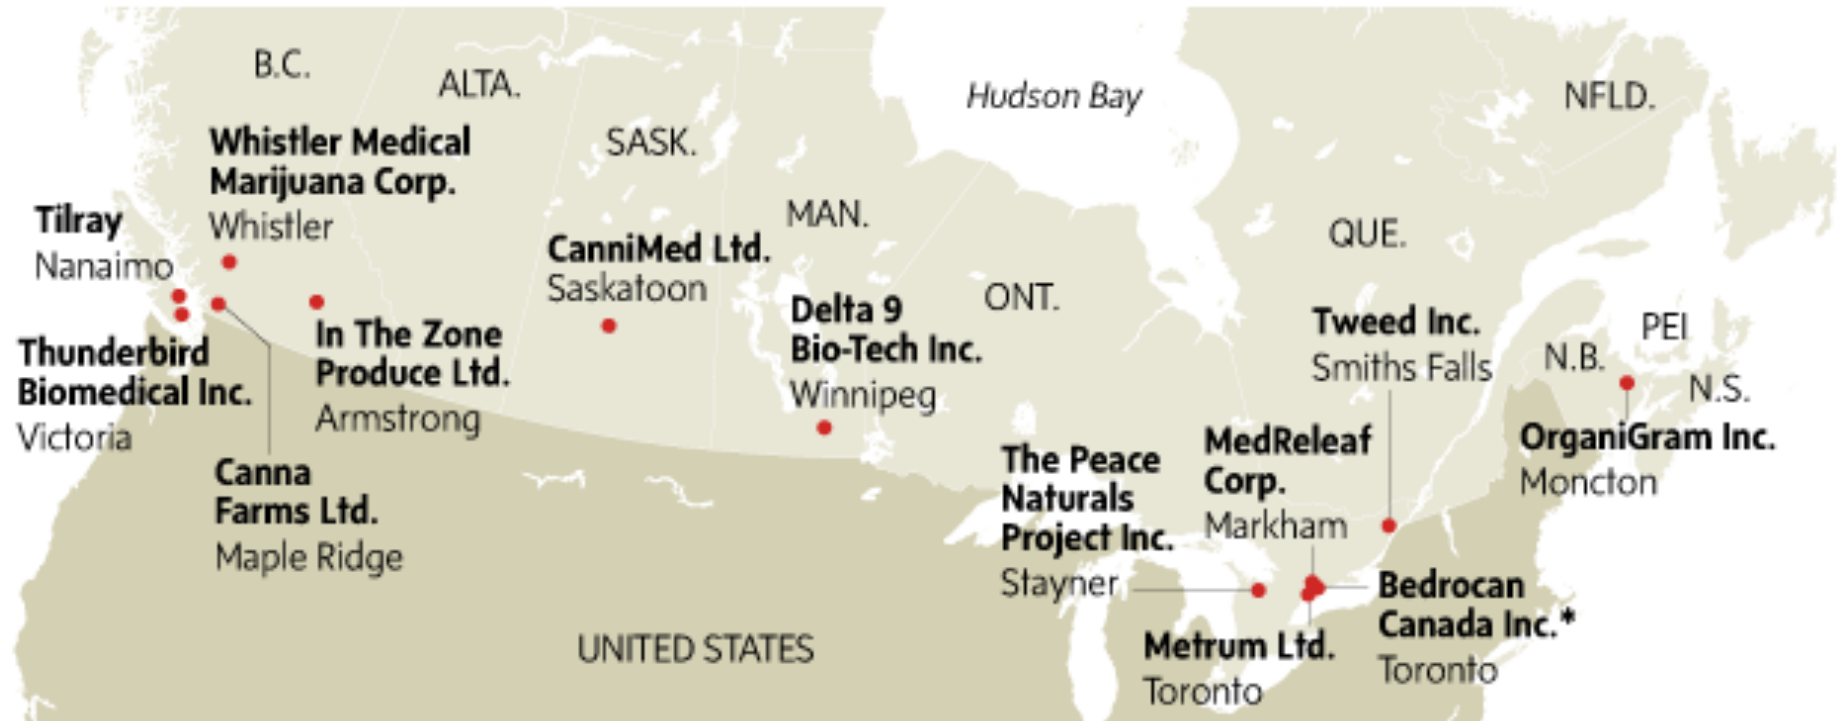 B.C.
ALTA.
Hudson Bay
NFLD.
Whistler Medical
Marijuana Corp.
Whistler
SASK.
Tilray
Nanaimo
CanniMed Ltd.
Saskatoon
MAN.
QUE.
Thunderbird
Biomedical Inc.
Victoria
In The Zone
Produce Ltd.
Armstrong
Delta 9
Bio-Tech Inc.
Winnipeg
ONT.
Tweed Inc.
Smiths Falls
N.B.
PEI
N.S.
Canna
Farms Ltd.
Maple Ridge
The Peace
Naturals
Project Inc.
Stayner
MedReleaf
Corp.
Markham
OrganiGram Inc.
Moncton
UNITED STATES
Metrum Ltd.
Toronto
Bedrocan
Canada Inc.*
Toronto